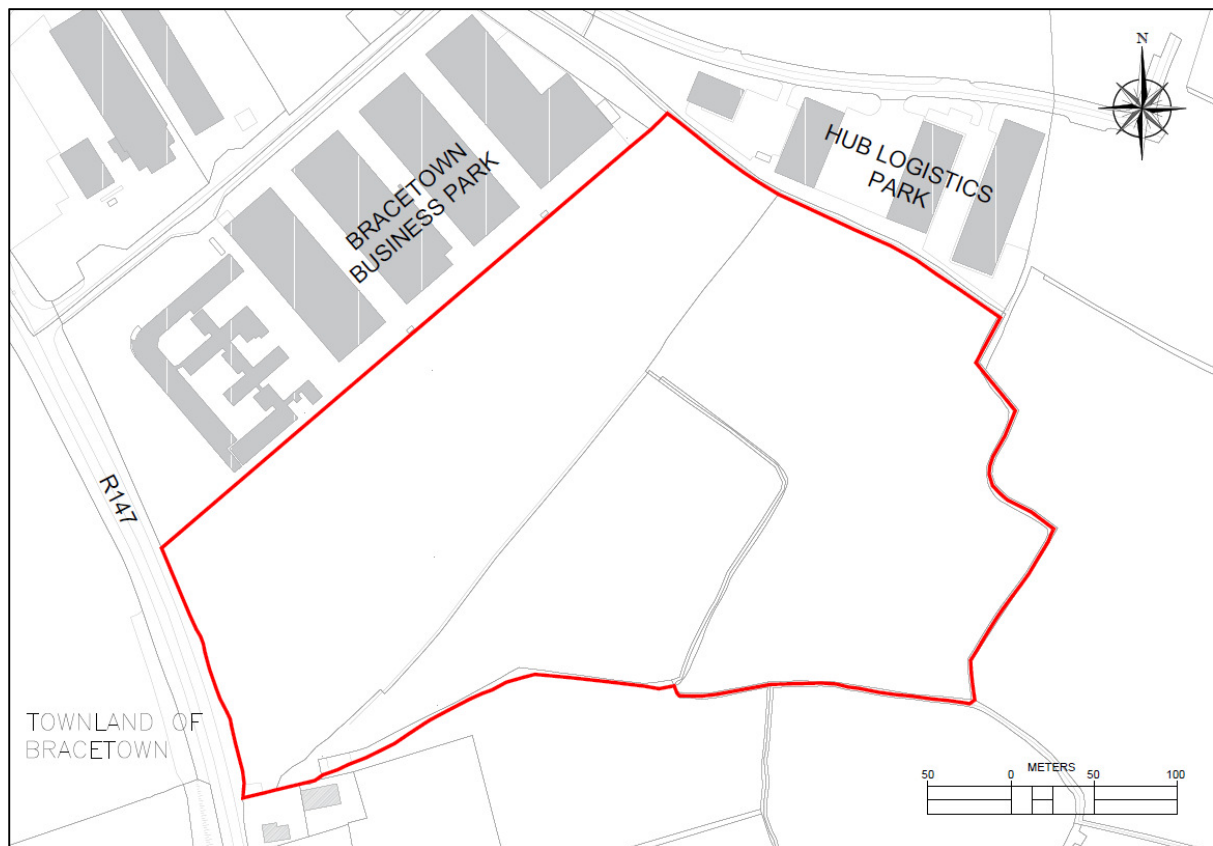 N
HUB LOGISTICS
PARK
BRACETOWN
BUSINESS PARK
R147
TOWNLAND OF
BRACETOWN
METERS
50 0 50 100